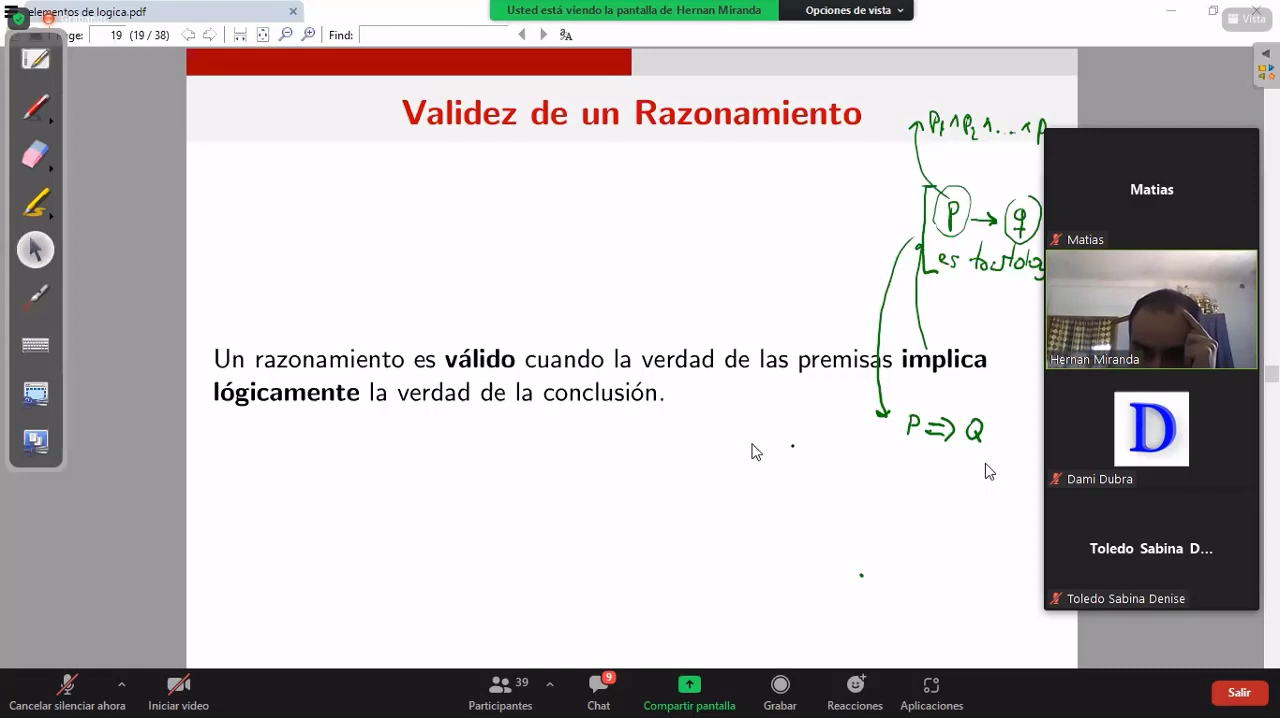 elementos de logica.pdf
Usted está viendo la pantalla de Hernan Miranda
Opciones de vista
Vista
19 (19 / 38)
Find:
Validez de un Razonamiento
P₁ ∧ P₂ ∧ ... ∧ P
Matias
P → q
Matias
es
Un razonamiento es válido cuando la verdad de las premisas implica
lógicamente la verdad de la conclusión.
Hernan Miranda
P ⇒ Q
D
Dami Dubra
Toledo Sabina D...
Toledo Sabina Denise
39
9
Cancelar silenciar ahora
Iniciar video
Participantes
Chat
Compartir pantalla
Grabar
Reacciones
Aplicaciones
Salir